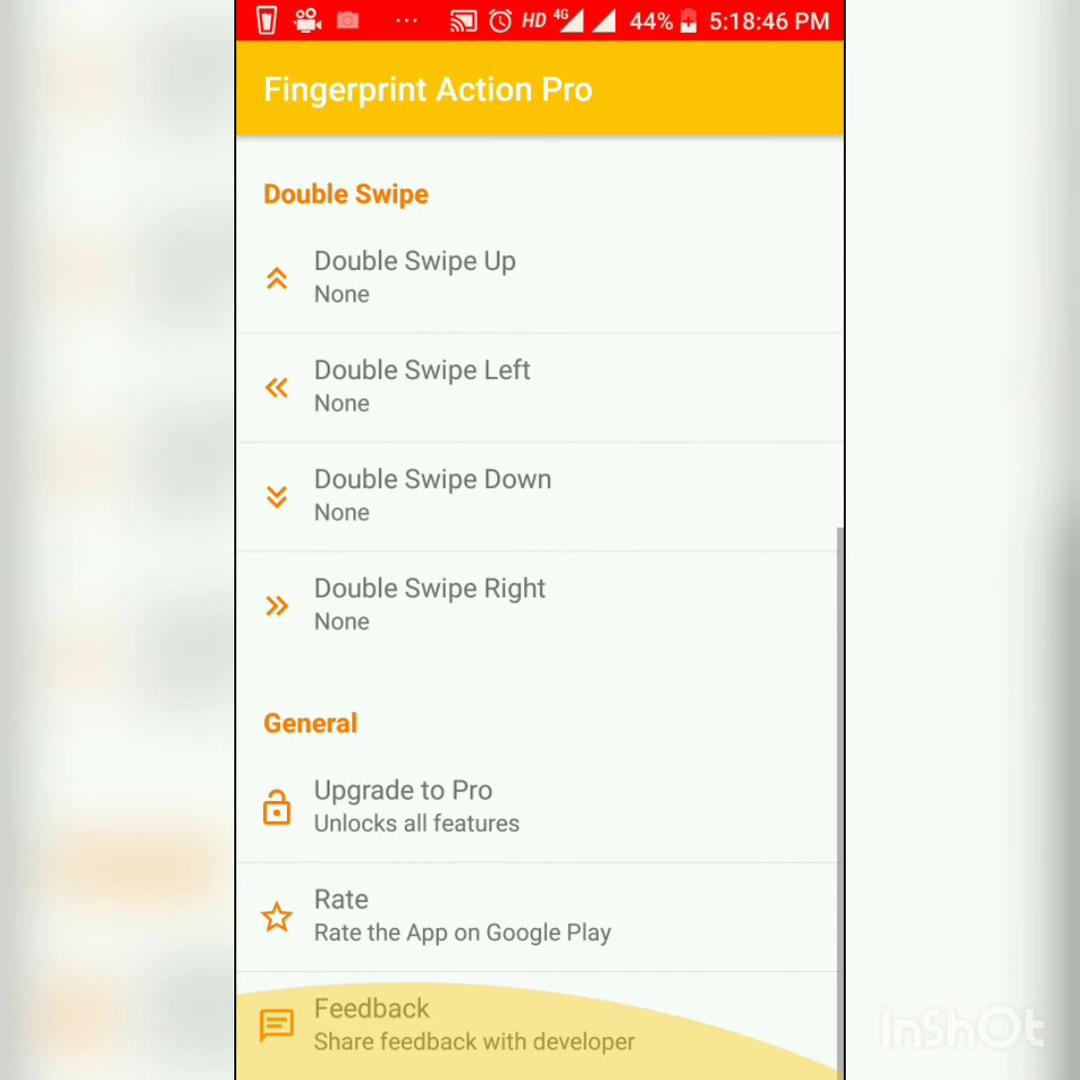 HD 4G 44% 5:18:46 PM
Fingerprint Action Pro
Double Swipe
Double Swipe Up
None
Double Swipe Left
None
Double Swipe Down
None
Double Swipe Right
None
General
Upgrade to Pro
Unlocks all features
Rate
Rate the App on Google Play
Feedback
Share feedback with developer
InShOt